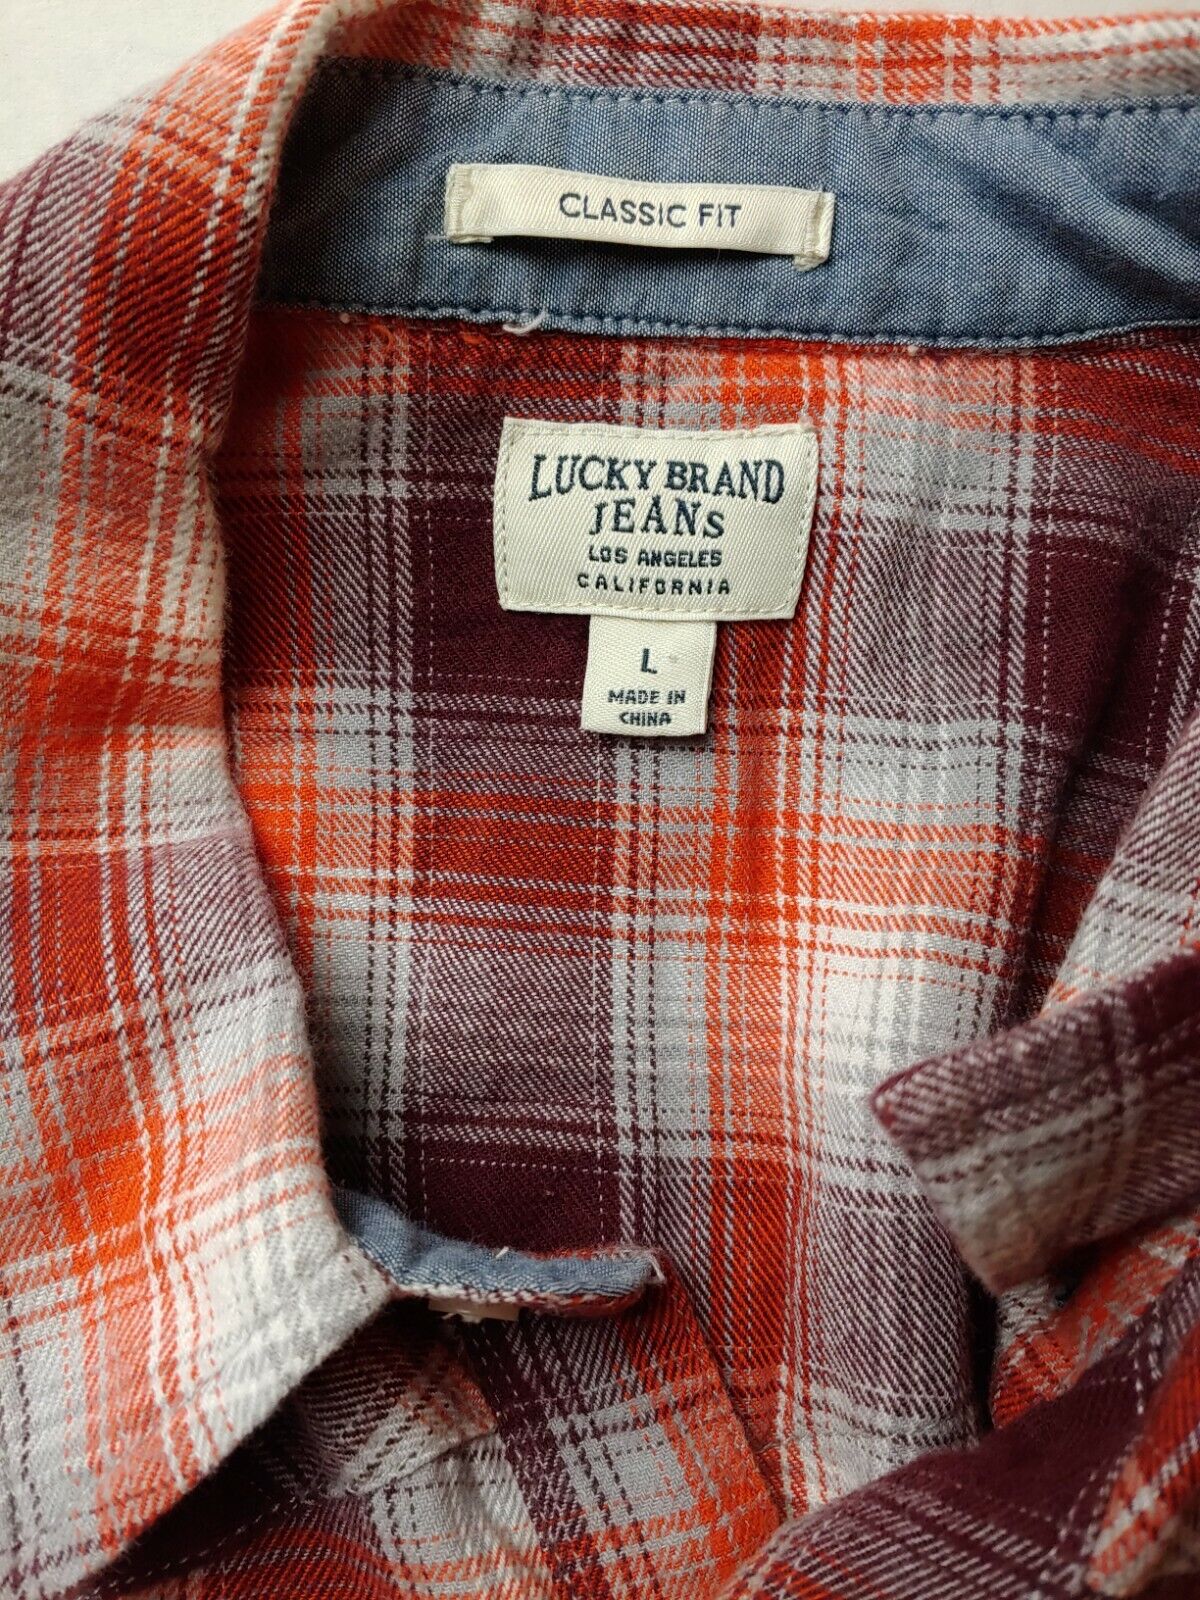 CLASSIC FIT
LUCKY BRAND
JEANS
LOS ANGELES
CALIFORNIA
L
MADE IN
CHINA